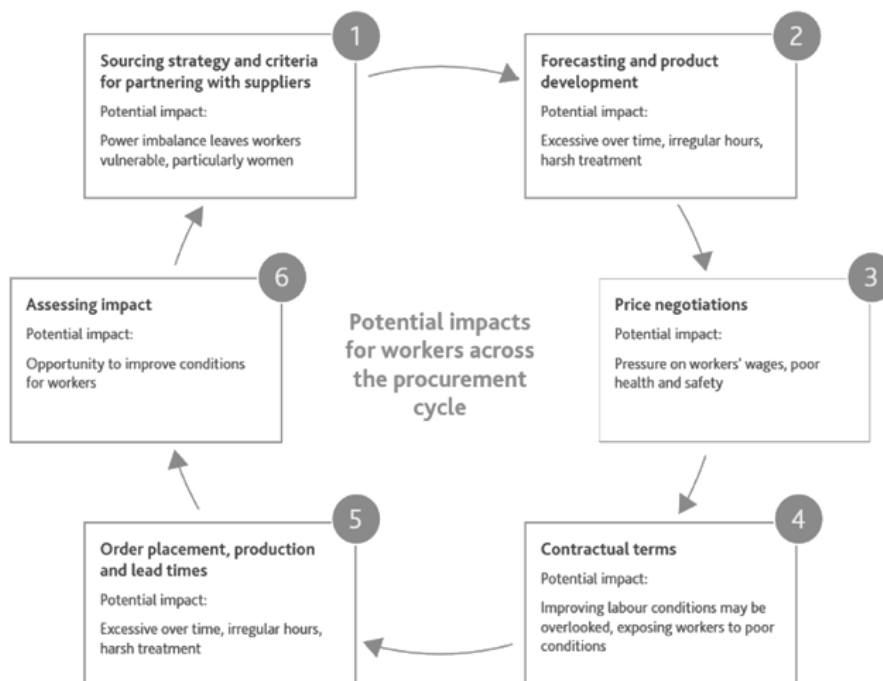 1
Sourcing strategy and criteria
for partnering with suppliers
Potential impact:
Power imbalance leaves workers
vulnerable, particularly women
2
Forecasting and product
development
Potential impact:
Excessive over time, irregular hours,
harsh treatment
3
Price negotiations
Potential impact:
Pressure on workers' wages, poor
health and safety
4
Contractual terms
Potential impact:
Improving labour conditions may be
overlooked, exposing workers to poor
conditions
5
Order placement, production
and lead times
Potential impact:
Excessive over time, irregular hours,
harsh treatment
6
Assessing impact
Potential impact:
Opportunity to improve conditions
for workers
Potential impacts
for workers across
the procurement
cycle